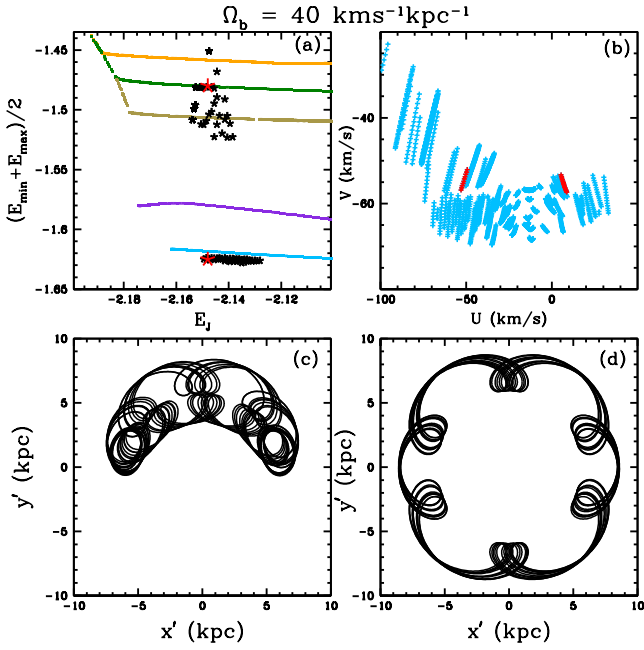 Ω_b = 40 kms⁻¹kpc⁻¹
(a)
(E_min+E_max)/2
-1.45
-1.5
-1.55
-1.6
-1.65
-2.18 -2.16 -2.14 -2.12
E_J
(b)
V (km/s)
-40
-60
-80
-100 -50 0 50
U (km/s)
(c)
y′ (kpc)
10
5
0
-5
-10
-10 -5 0 5 10
x′ (kpc)
(d)
y′ (kpc)
10
5
0
-5
-10
-10 -5 0 5 10
x′ (kpc)